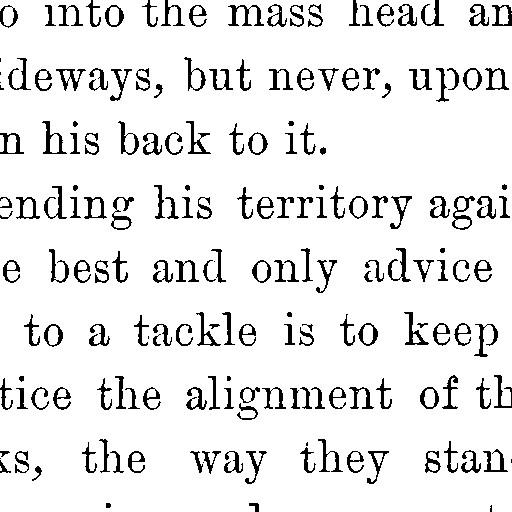 o into the mass head an
ideways, but never, upon
n his back to it.
ending his territory agai
e best and only advice
to a tackle is to keep
tice the alignment of th
ks, the way they stan-